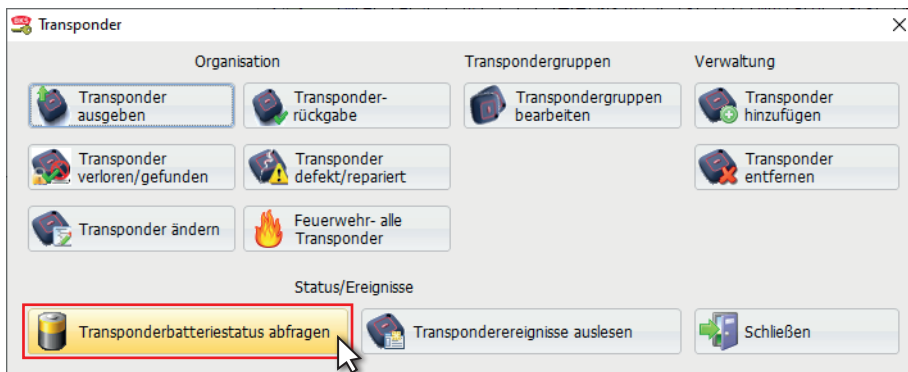 BKS Transponder
Organisation
Transpondergruppen
Verwaltung
Transponder
ausgeben
Transponder-
rückgabe
Transpondergruppen
bearbeiten
Transponder
hinzufügen
Transponder
verloren/gefunden
Transponder
defekt/repariert
Transponder
entfernen
Transponder ändern
Feuerwehr- alle
Transponder
Status/Ereignisse
Transponderbatteriestatus abfragen
Transponderereignisse auslesen
Schließen